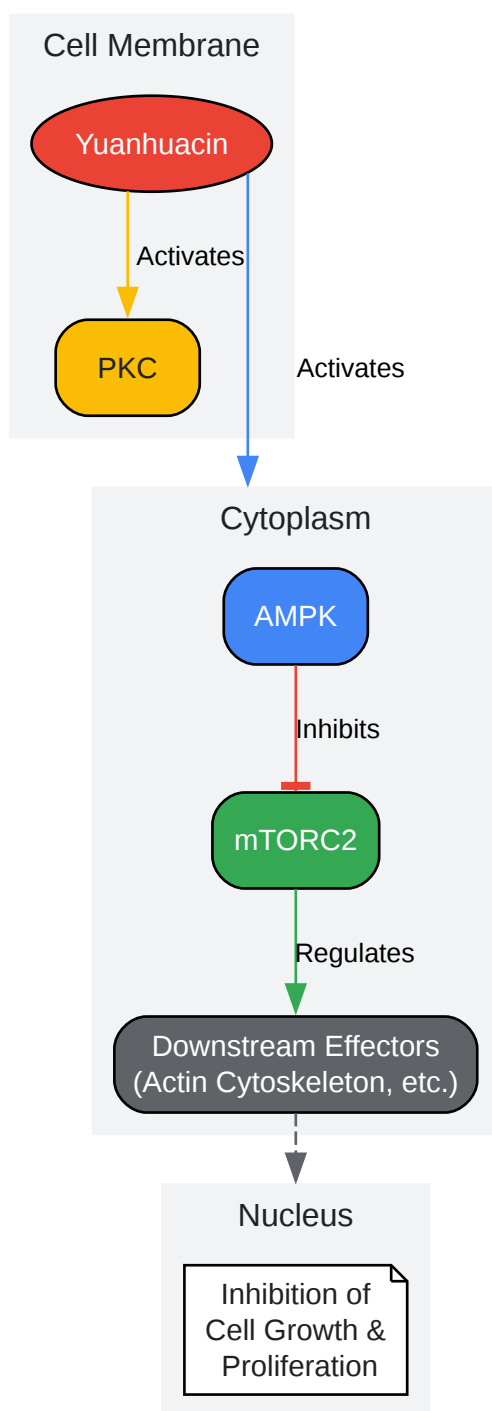 Cell Membrane
Yuanhuacin
Activates
PKC
Activates
Cytoplasm
AMPK
Inhibits
mTORC2
Regulates
Downstream Effectors
(Actin Cytoskeleton, etc.)
Nucleus
Inhibition of
Cell Growth &
Proliferation